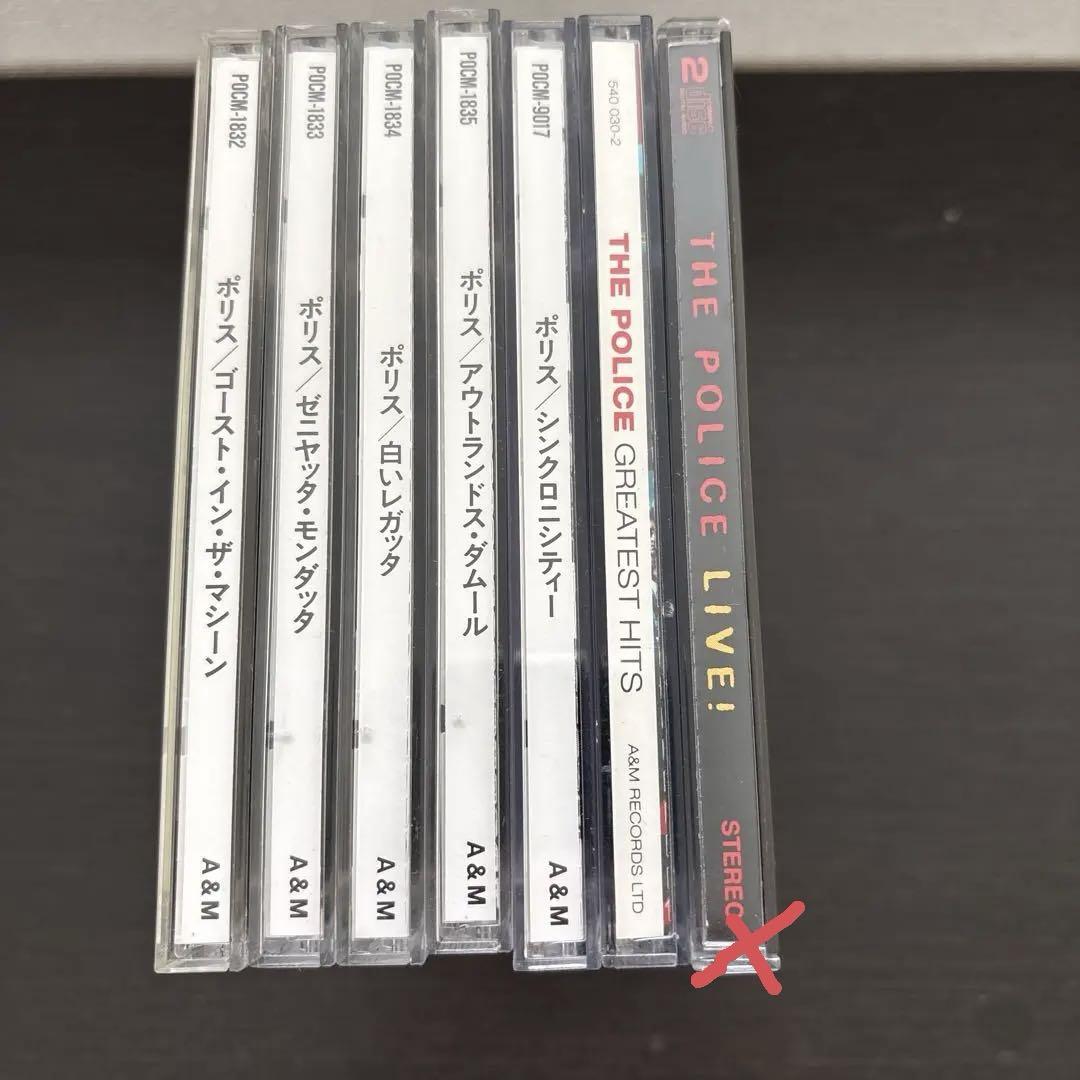 POCM-1832 ポリス/ゴースト・イン・ザ・マシーン A&M
POCM-1833 ポリス/ゼニヤッタ・モンダッタ A&M
POCM-1834 ポリス/白いレガッタ A&M
POCM-1835 ポリス/アウトランドス・ダムール A&M
POCM-9017 ポリス/シンクロニシティー A&M
540 030-2 THE POLICE GREATEST HITS A&M RECORDS LTD
2 disc THE POLICE LIVE! STEREO